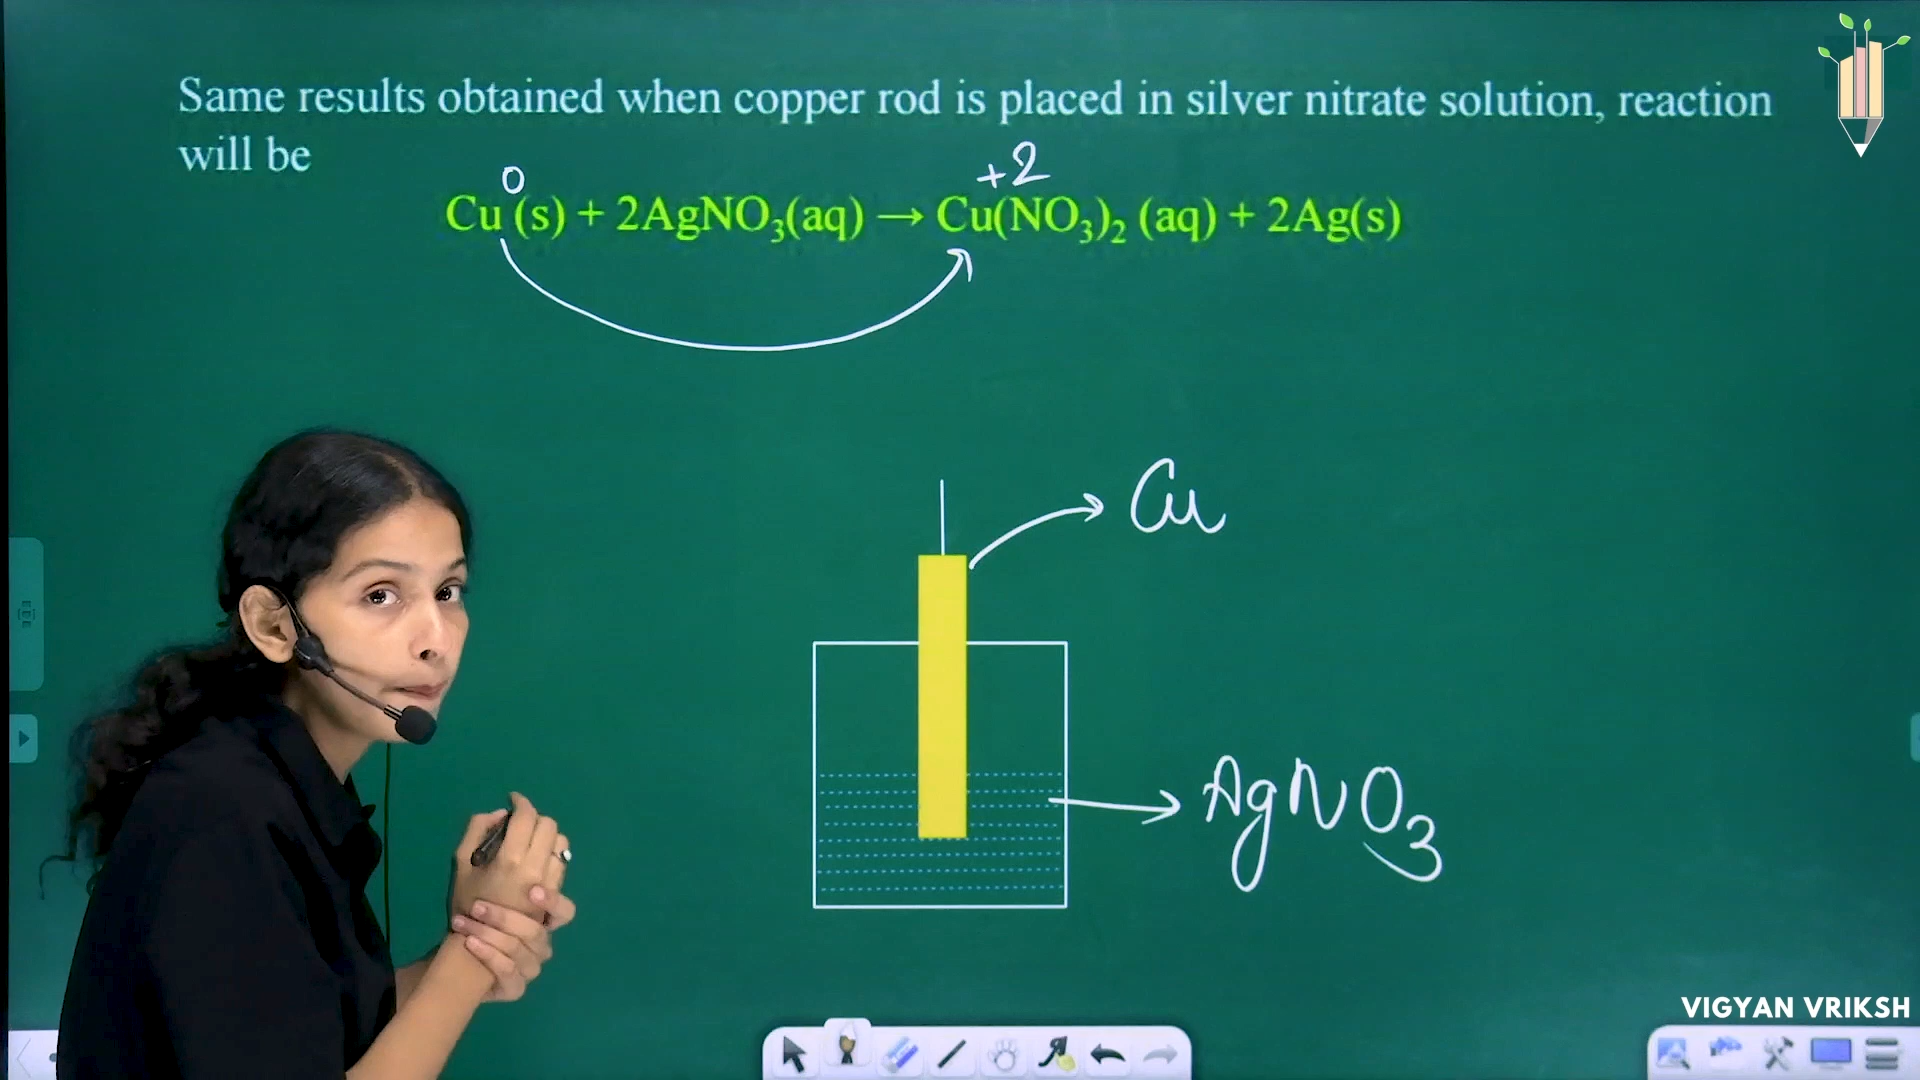 Same results obtained when copper rod is placed in silver nitrate solution, reaction
will be
0 +2
Cu (s) + 2AgNO₃(aq) → Cu(NO₃)₂ (aq) + 2Ag(s)
Cu
AgNO₃
VIGYAN VRIKSH